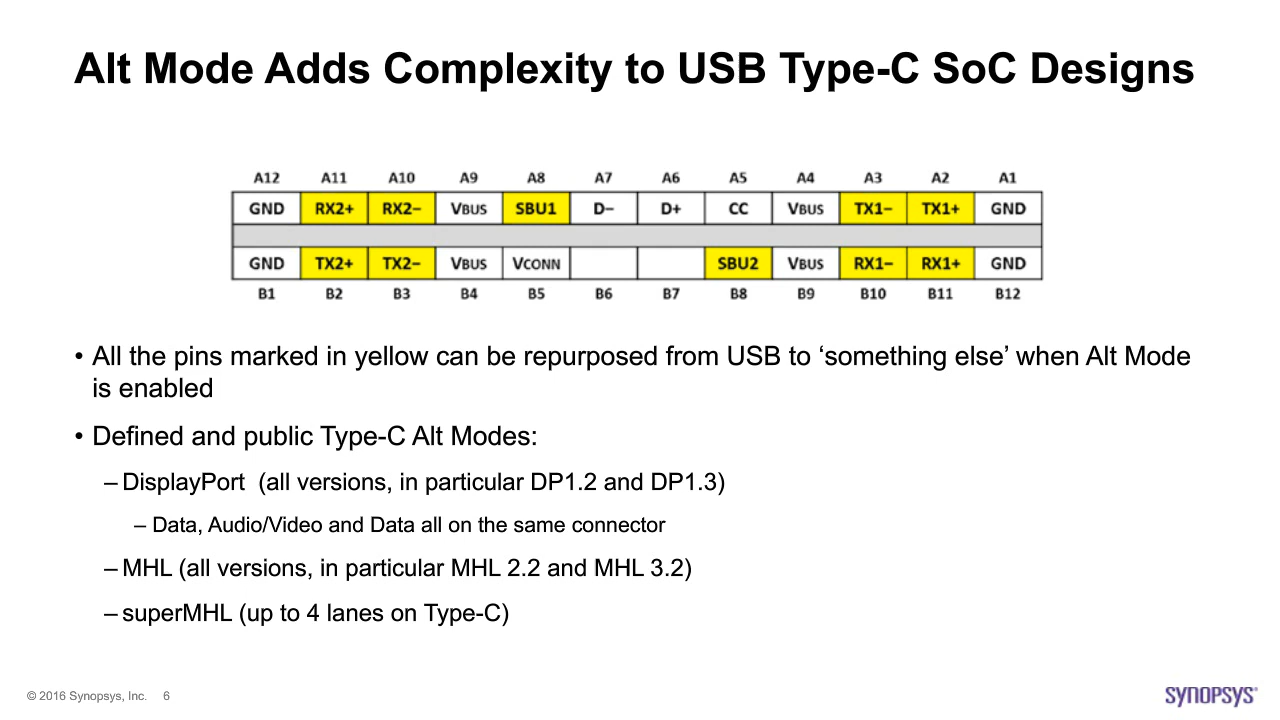 Alt Mode Adds Complexity to USB Type-C SoC Designs
A12 A11 A10 A9 A8 A7 A6 A5 A4 A3 A2 A1
GND RX2+ RX2− VBUS SBU1 D− D+ CC VBUS TX1− TX1+ GND
GND TX2+ TX2− VBUS VCONN SBU2 VBUS RX1− RX1+ GND
B1 B2 B3 B4 B5 B6 B7 B8 B9 B10 B11 B12
• All the pins marked in yellow can be repurposed from USB to ‘something else’ when Alt Mode
is enabled
• Defined and public Type-C Alt Modes:
– DisplayPort (all versions, in particular DP1.2 and DP1.3)
– Data, Audio/Video and Data all on the same connector
– MHL (all versions, in particular MHL 2.2 and MHL 3.2)
– superMHL (up to 4 lanes on Type-C)
© 2016 Synopsys, Inc. 6
SYNOPSYS